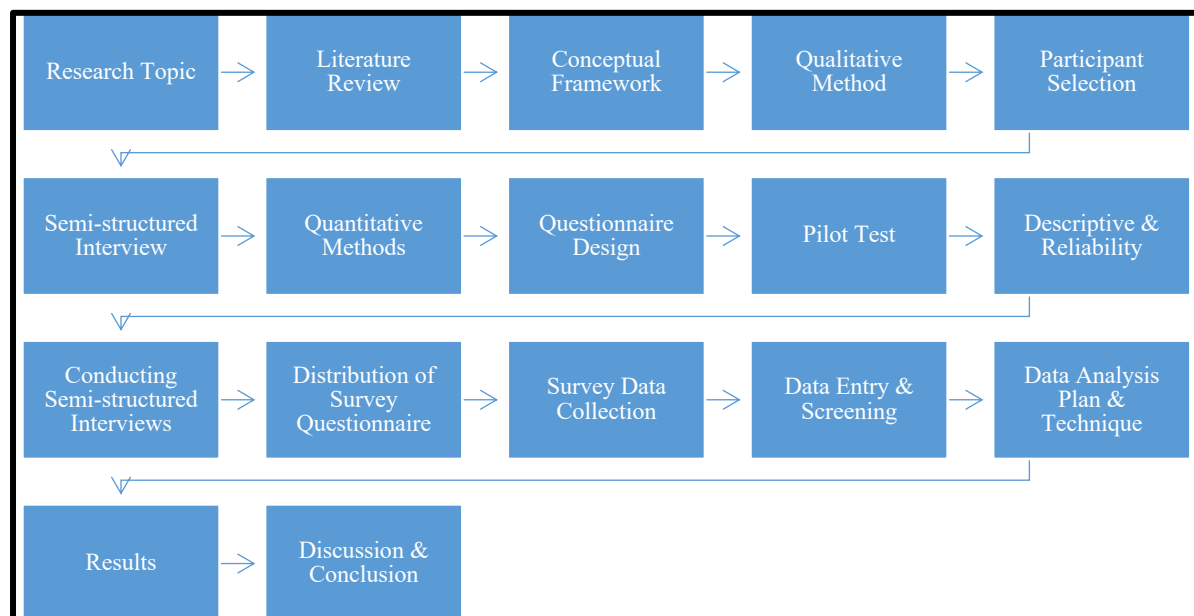 Research Topic
Literature
Review
Conceptual
Framework
Qualitative
Method
Participant
Selection
Semi-structured
Interview
Quantitative
Methods
Questionnaire
Design
Pilot Test
Descriptive &
Reliability
Conducting
Semi-structured
Interviews
Distribution of
Survey
Questionnaire
Survey Data
Collection
Data Entry &
Screening
Data Analysis
Plan &
Technique
Results
Discussion &
Conclusion